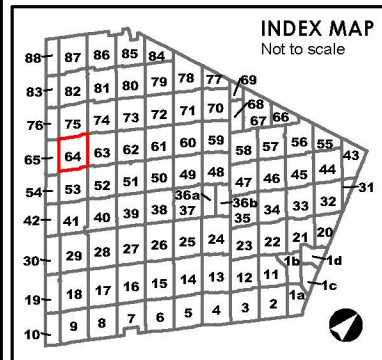 INDEX MAP
Not to scale
88 87 86 85 84
83 82 81 80 79 78 77 69
76 75 74 73 72 71 70 68 67 66
65 64 63 62 61 60 59 58 57 56 55 43
54 53 52 51 50 49 48 47 46 45 44 31
36a 36b
42 41 40 39 38 37 35 34 33 32
30 29 28 27 26 25 24 23 22 21 20
1b 1d
19 18 17 16 15 14 13 12 11 1c
10 9 8 7 6 5 4 3 2 1a